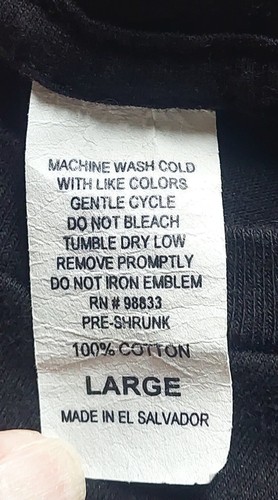 MACHINE WASH COLD
WITH LIKE COLORS
GENTLE CYCLE
DO NOT BLEACH
TUMBLE DRY LOW
REMOVE PROMPTLY
DO NOT IRON EMBLEM
RN # 98833
PRE-SHRUNK
100% COTTON
LARGE
MADE IN EL SALVADOR